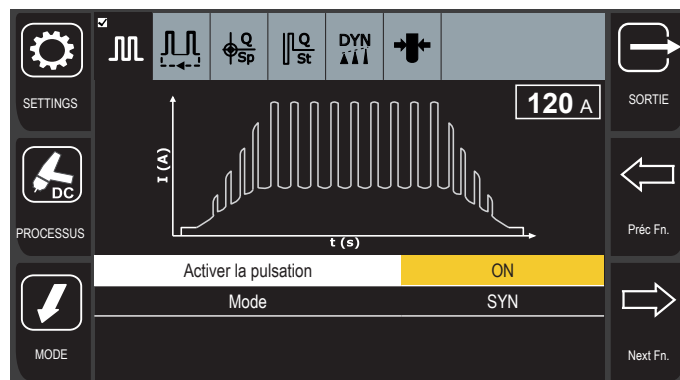 SETTINGS
PROCESSUS
DC
MODE
Q
Sp
Q
St
DYN
120 A
I (A)
t (s)
Activer la pulsation ON
Mode SYN
SORTIE
Préc Fn.
Next Fn.